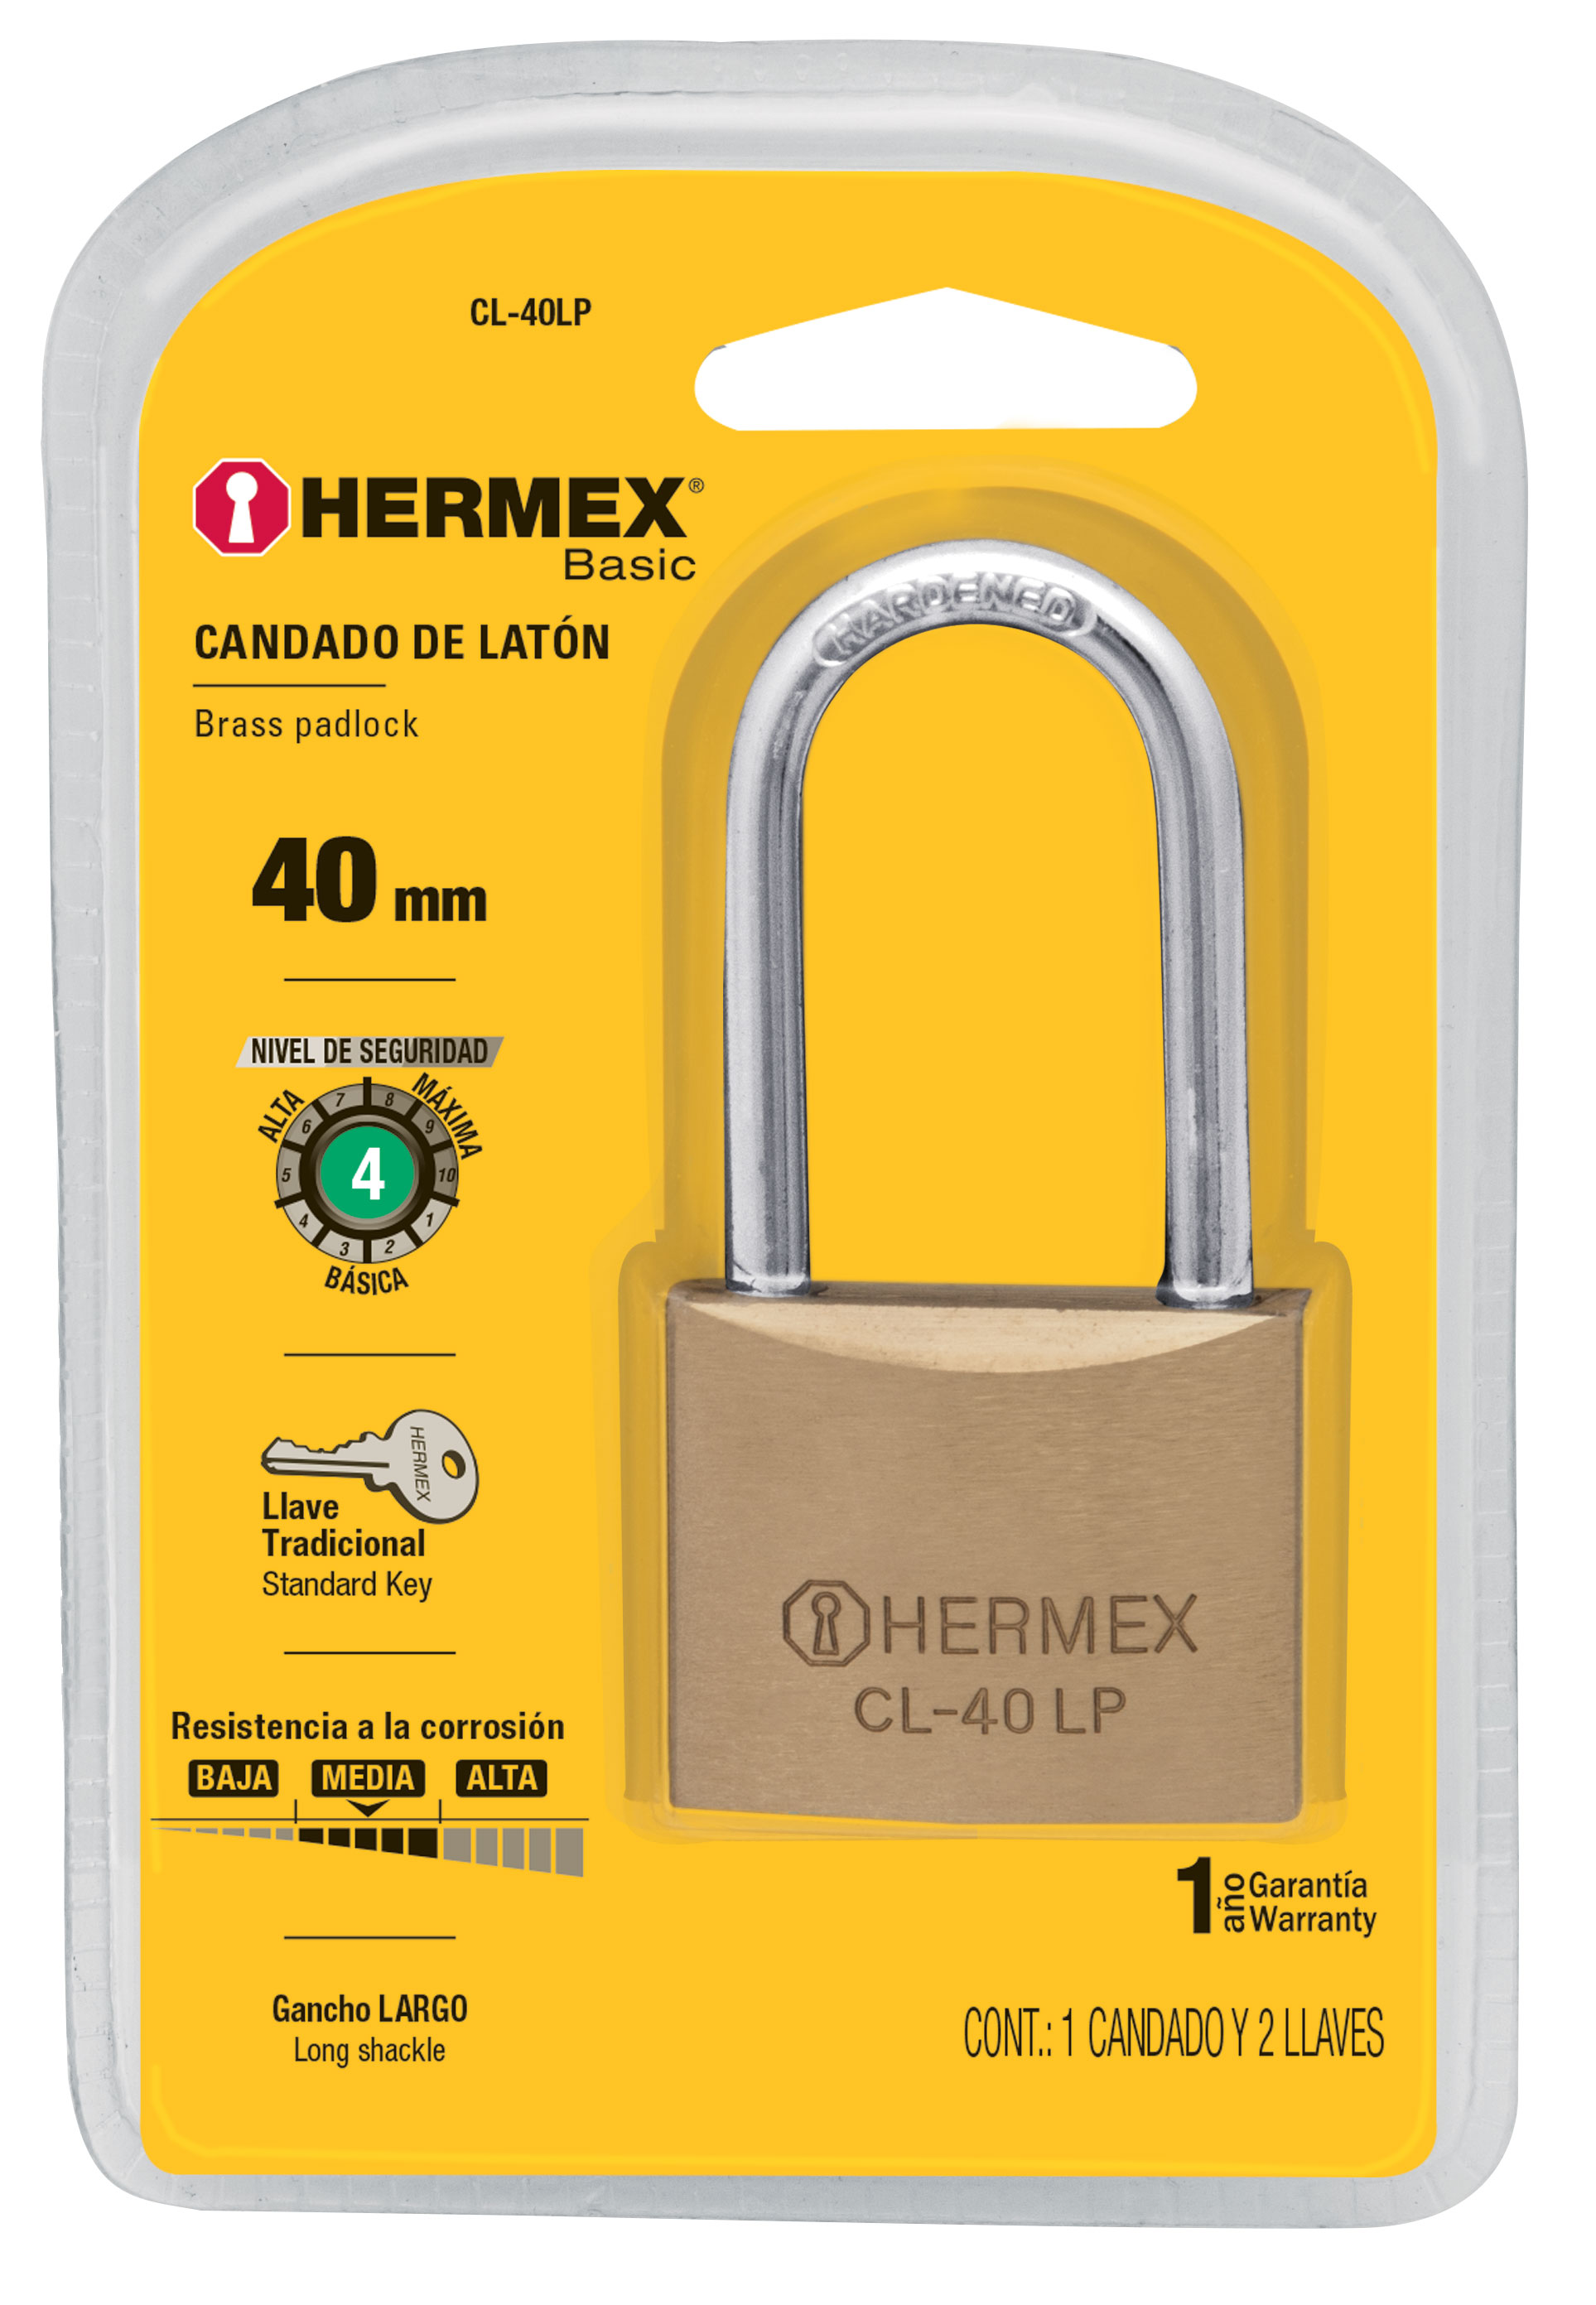 CL-40LP
HERMEX®
Basic
CANDADO DE LATÓN
Brass padlock
40 mm
NIVEL DE SEGURIDAD
ALTA
MÁXIMA
7 8
6 9
5 4 10
4 1
3 2
BÁSICA
HERMEX
Llave
Tradicional
Standard Key
Resistencia a la corrosión
BAJA MEDIA ALTA
Gancho LARGO
Long shackle
HARDENED
HERMEX
CL-40 LP
1 año Garantía
Warranty
CONT.: 1 CANDADO Y 2 LLAVES